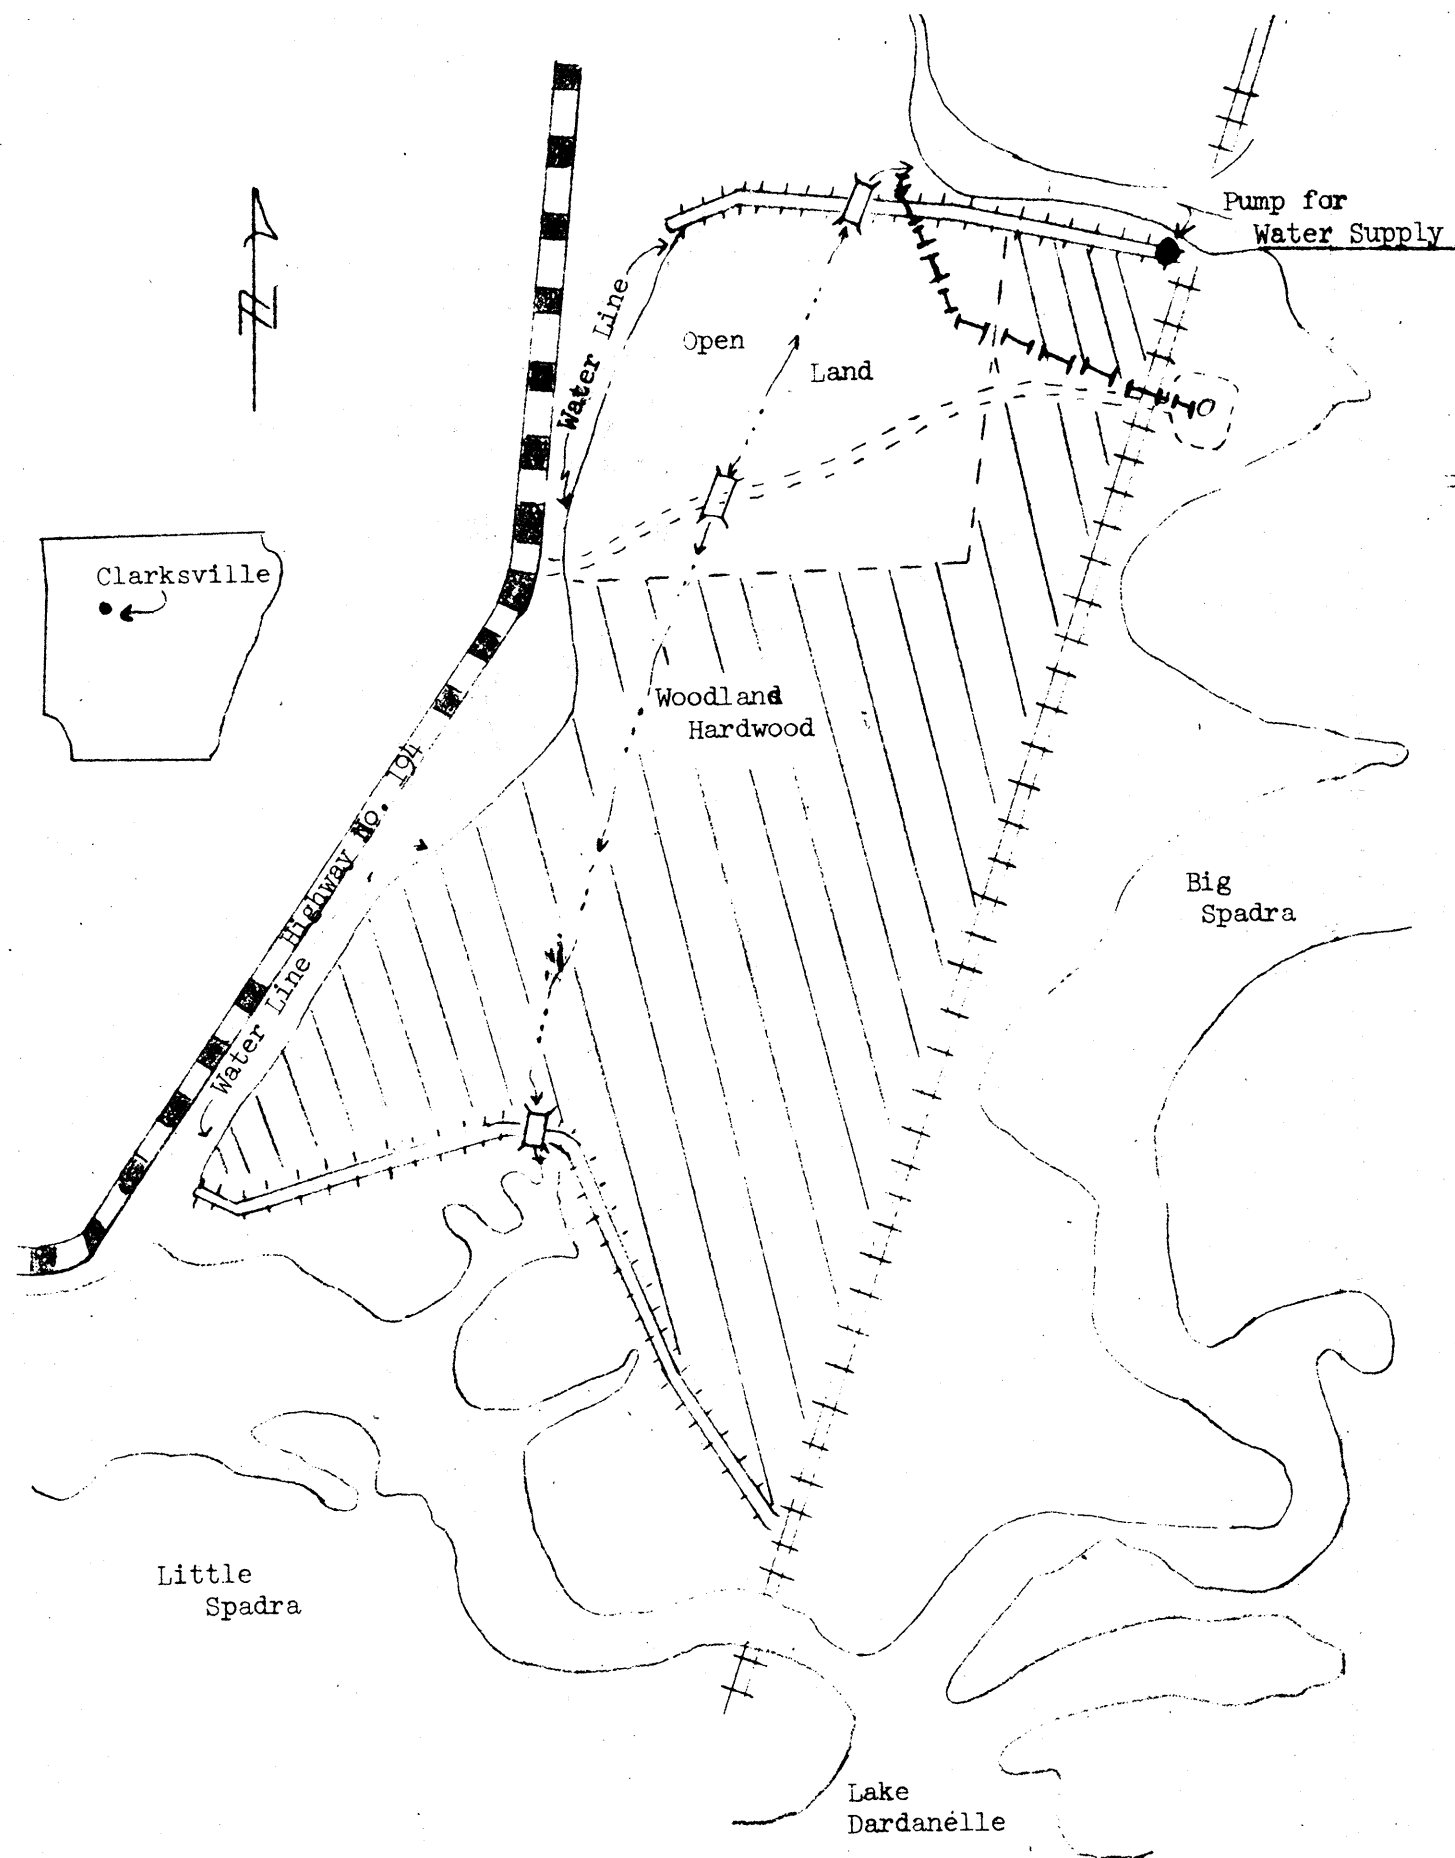 Pump for
Water Supply
N
Water Line
Open
Land
Clarksville
Woodland
Hardwood
Highway No. 194
Big
Spadra
Water Line
Little
Spadra
Lake
Dardanelle